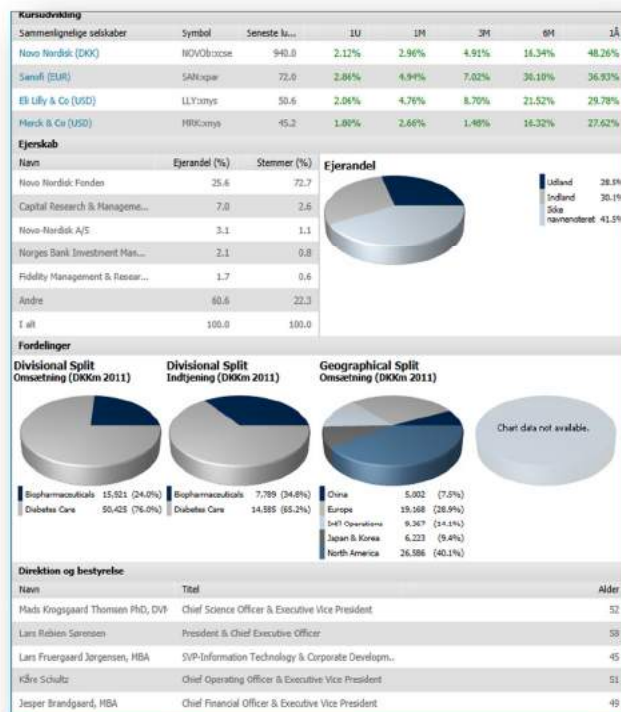 Kursudvikling
Sammenlignelige selskaber Symbol Seneste lu... 1U 1M 3M 6M 1Å
Novo Nordisk (DKK) NOVOb:xcse 940.0 2.12% 2.96% 4.91% 16.34% 48.26%
Sanofi (EUR) SAN:xpar 72.0 2.86% 4.94% 7.02% 30.10% 36.93%
Eli Lilly & Co (USD) LLY:xnys 50.6 2.06% 4.76% 8.70% 21.52% 29.78%
Merck & Co (USD) MRK:xnys 45.2 1.80% 2.66% 1.48% 16.32% 27.62%
Ejerskab
Navn Ejerandel (%) Stemmer (%)
Novo Nordisk Fonden 25.6 72.7
Capital Research & Manageme... 7.0 2.6
Novo-Nordisk A/S 3.1 1.1
Norges Bank Investment Man... 2.1 0.8
Fidelity Management & Resear... 1.7 0.6
Andre 60.6 22.3
I alt 100.0 100.0
Ejerandel
Udland 28.5%
Indland 30.1%
Ikke
navnenoteret 41.5%
Fordelinger
Divisional Split
Omsætning (DKKm 2011)
Biopharmaceuticals 15,921 (24.0%)
Diabetes Care 50,425 (76.0%)
Divisional Split
Indtjening (DKKm 2011)
Biopharmaceuticals 7,789 (34.8%)
Diabetes Care 14,585 (65.2%)
Geographical Split
Omsætning (DKKm 2011)
China 5,002 (7.5%)
Europe 19,168 (28.9%)
Int'l Operations 9,367 (14.1%)
Japan & Korea 6,223 (9.4%)
North America 26,586 (40.1%)
Chart data not available.
Direktion og bestyrelse
Navn Titel Alder
Mads Krogsgaard Thomsen PhD, DVM Chief Science Officer & Executive Vice President 52
Lars Rebien Sørensen President & Chief Executive Officer 58
Lars Fruergaard Jørgensen, MBA SVP-Information Technology & Corporate Developm.. 45
Kåre Schultz Chief Operating Officer & Executive Vice President 51
Jesper Brandgaard, MBA Chief Financial Officer & Executive Vice President 49